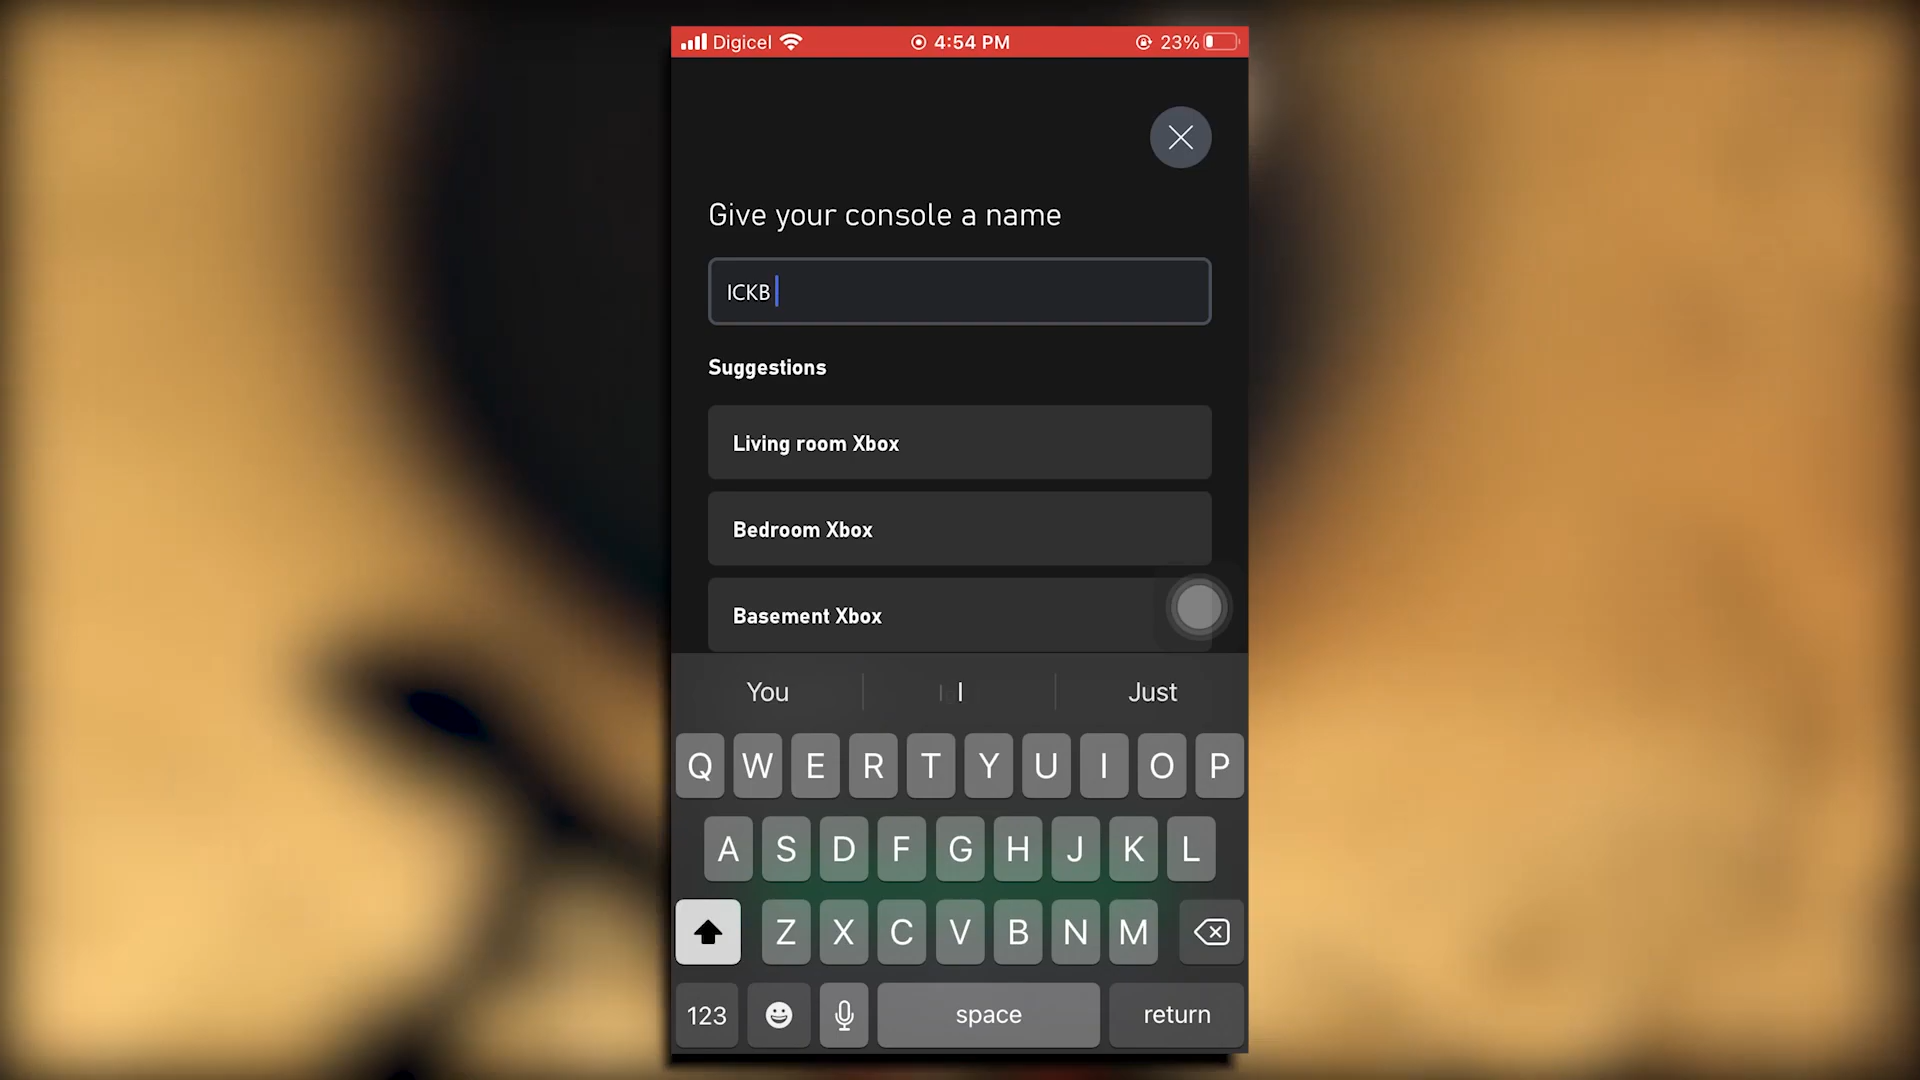 Digicel 4:54 PM 23%
Give your console a name
ICKB
Suggestions
Living room Xbox
Bedroom Xbox
Basement Xbox
You I Just
Q W E R T Y U I O P
A S D F G H J K L
Z X C V B N M
123 space return